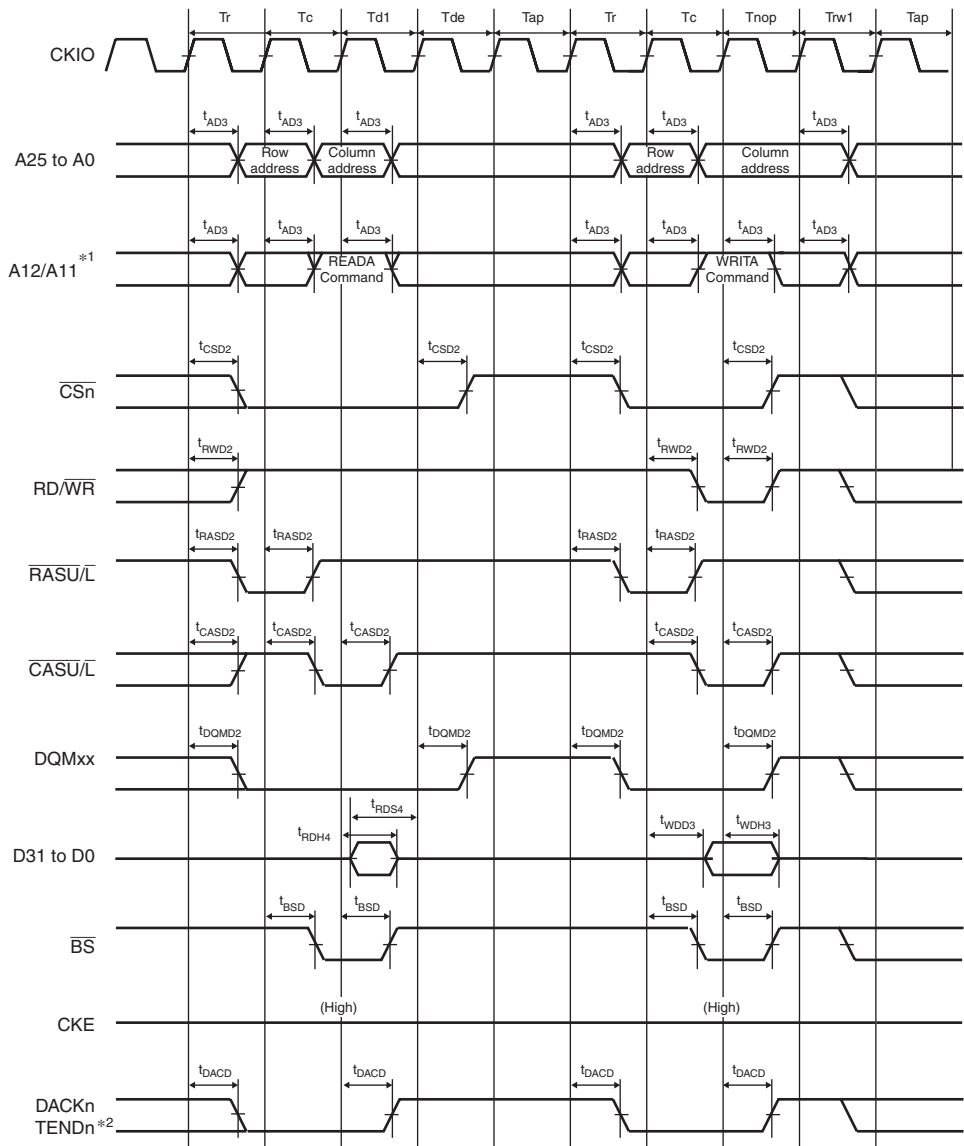 Tr Tc Td1 Tde Tap Tr Tc Tnop Trw1 Tap
CKIO
tAD3 tAD3 tAD3 tAD3 tAD3 tAD3
A25 to A0
Row address
Column address
Row address
Column address
tAD3 tAD3 tAD3 tAD3 tAD3 tAD3 tAD3
A12/A11*1
READA Command
WRITA Command
tCSD2 tCSD2 tCSD2 tCSD2
CSn
tRWD2 tRWD2 tRWD2
RD/WR
tRASD2 tRASD2 tRASD2 tRASD2
RASU/L
tCASD2 tCASD2 tCASD2 tCASD2 tCASD2
CASU/L
tDQMD2 tDQMD2 tDQMD2 tDQMD2
DQMxx
tRDS4
tRDH4 tWDD3 tWDH3
D31 to D0
tBSD tBSD tBSD tBSD
BS
(High) (High)
CKE
tDACD tDACD tDACD tDACD
DACKn
TENDn*2